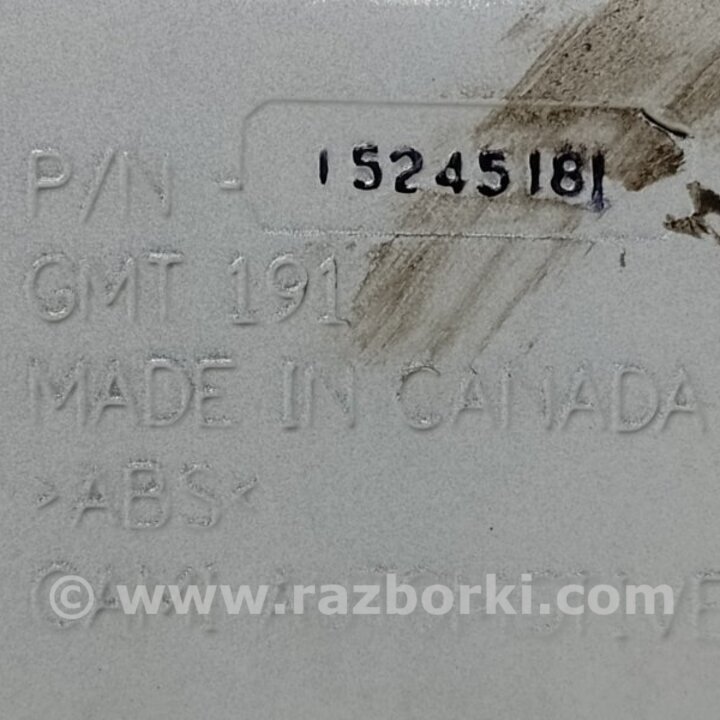 P/N - 15245181
GMT 191
MADE IN CANADA
>ABS<
© www.razborki.com